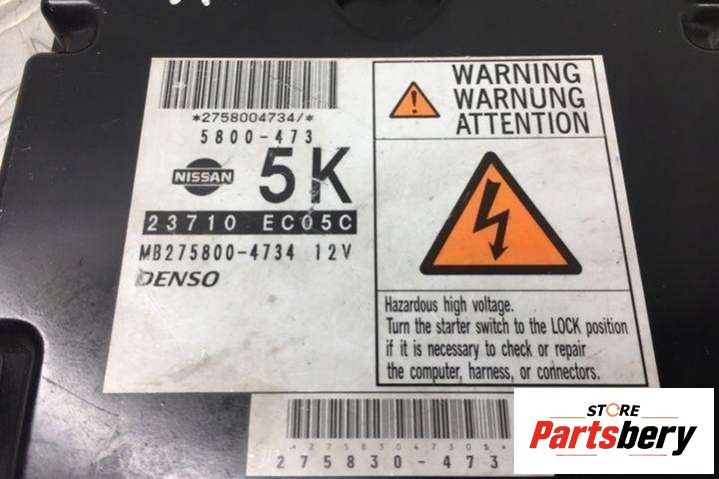 *2758004734/*
5800-473
NISSAN
5K
23710 EC05C
MB275800-4734 12V
DENSO
WARNING
WARNUNG
ATTENTION
Hazardous high voltage.
Turn the starter switch to the LOCK position
if it is necessary to check or repair
the computer, harness, or connectors.
275830-473
STORE
Partsbery